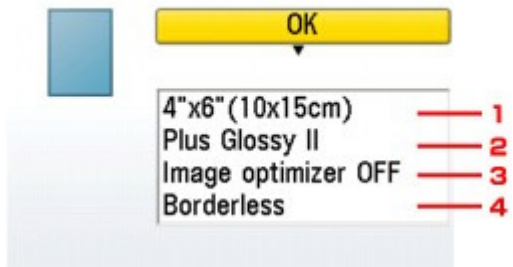 OK
4"x6"(10x15cm) 1
Plus Glossy II 2
Image optimizer OFF 3
Borderless 4